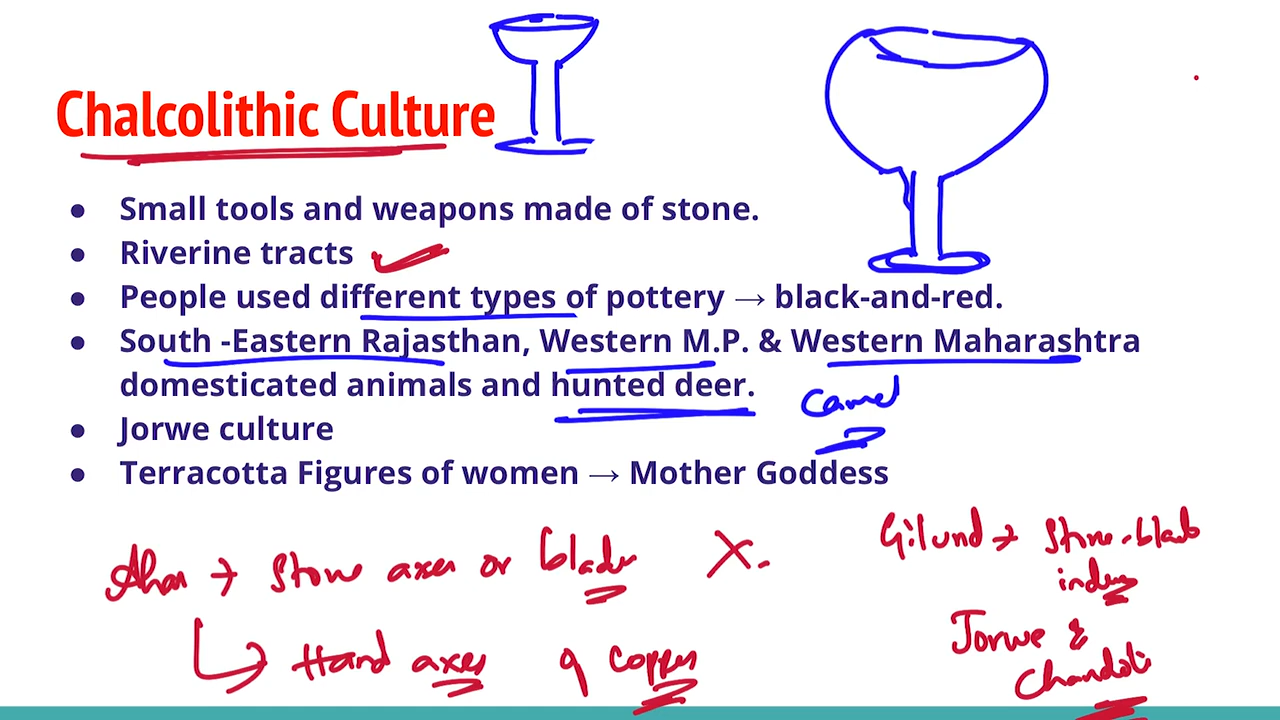 Chalcolithic Culture
● Small tools and weapons made of stone.
● Riverine tracts
● People used different types of pottery → black-and-red.
● South -Eastern Rajasthan, Western M.P. & Western Maharashtra
domesticated animals and hunted deer.
Camel
● Jorwe culture
● Terracotta Figures of women → Mother Goddess
Ahar → Stone axes or blades X.
Hand axes of copper
Gilund → Stone-blade
Jorwe &